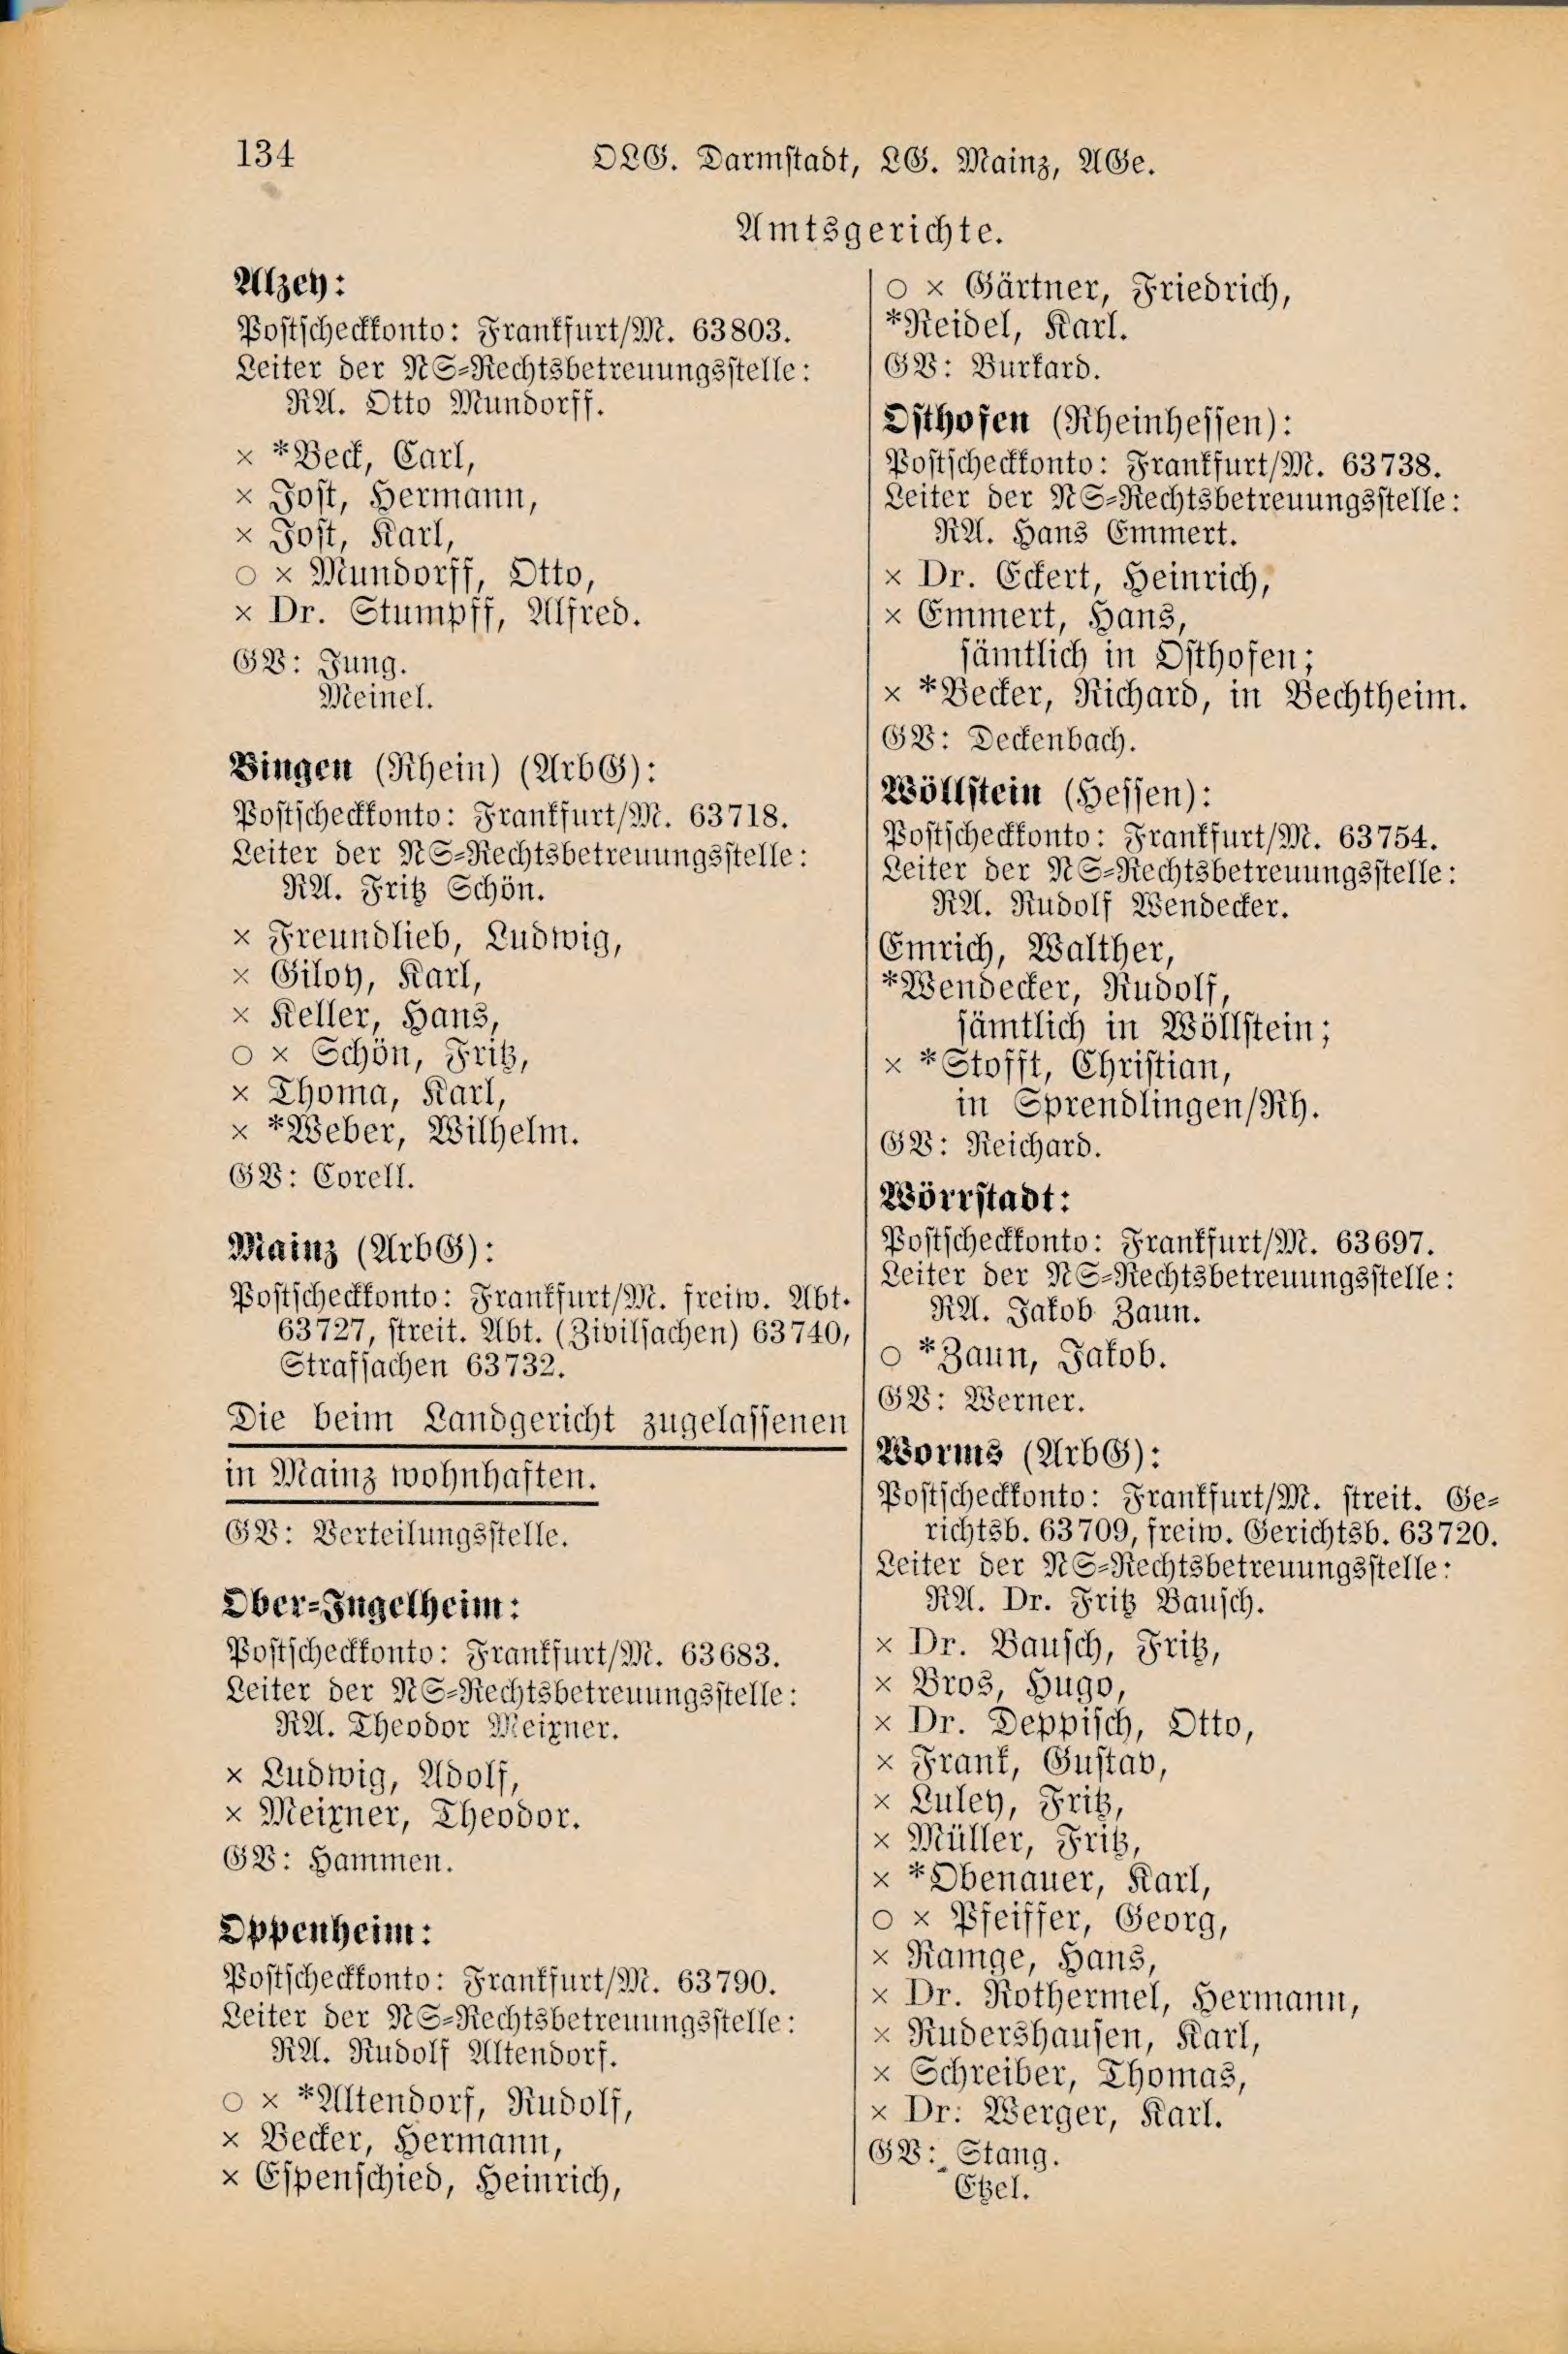 134
OLG. Darmstadt, LG. Mainz, AGe.
Amtsgerichte.
Alzey:
Postscheckkonto: Frankfurt/M. 63803.
Leiter der NS-Rechtsbetreuungsstelle:
RA. Otto Mundorff.
× *Beck, Carl,
× Jost, Hermann,
× Jost, Karl,
○ × Mundorff, Otto,
× Dr. Stumpff, Alfred.
GV: Jung.
Meinel.
Bingen (Rhein) (ArbG):
Postscheckkonto: Frankfurt/M. 63718.
Leiter der NS-Rechtsbetreuungsstelle:
RA. Fritz Schön.
× Freundlieb, Ludwig,
× Giloy, Karl,
× Keller, Hans,
○ × Schön, Fritz,
× Thoma, Karl,
× *Weber, Wilhelm.
GV: Corell.
Mainz (ArbG):
Postscheckkonto: Frankfurt/M. freiw. Abt.
63727, streit. Abt. (Zivilsachen) 63740,
Strafsachen 63732.
Die beim Landgericht zugelassenen
in Mainz wohnhaften.
GV: Verteilungsstelle.
Ober-Ingelheim:
Postscheckkonto: Frankfurt/M. 63683.
Leiter der NS-Rechtsbetreuungsstelle:
RA. Theodor Meixner.
× Ludwig, Adolf,
× Meixner, Theodor.
GV: Hammen.
Oppenheim:
Postscheckkonto: Frankfurt/M. 63790.
Leiter der NS-Rechtsbetreuungsstelle:
RA. Rudolf Altendorf.
○ × *Altendorf, Rudolf,
× Becker, Hermann,
× Espenschied, Heinrich,
○ × Gärtner, Friedrich,
*Reidel, Karl.
GV: Burkard.
Osthofen (Rheinhessen):
Postscheckkonto: Frankfurt/M. 63738.
Leiter der NS-Rechtsbetreuungsstelle:
RA. Hans Emmert.
× Dr. Eckert, Heinrich,
× Emmert, Hans,
sämtlich in Osthofen;
× *Becker, Richard, in Bechtheim.
GV: Deckenbach.
Wöllstein (Hessen):
Postscheckkonto: Frankfurt/M. 63754.
Leiter der NS-Rechtsbetreuungsstelle:
RA. Rudolf Wendecker.
Emrich, Walther,
*Wendecker, Rudolf,
sämtlich in Wöllstein;
× *Stofft, Christian,
in Sprendlingen/Rh.
GV: Reichard.
Wörrstadt:
Postscheckkonto: Frankfurt/M. 63697.
Leiter der NS-Rechtsbetreuungsstelle:
RA. Jakob Zaun.
○ *Zaun, Jakob.
GV: Werner.
Worms (ArbG):
Postscheckkonto: Frankfurt/M. streit. Ge-
richtsb. 63709, freiw. Gerichtsb. 63720.
Leiter der NS-Rechtsbetreuungsstelle:
RA. Dr. Fritz Bausch.
× Dr. Bausch, Fritz,
× Bros, Hugo,
× Dr. Deppisch, Otto,
× Frank, Gustav,
× Luley, Fritz,
× Müller, Fritz,
× *Obenauer, Karl,
○ × Pfeiffer, Georg,
× Ramge, Hans,
× Dr. Rothermel, Hermann,
× Rudershausen, Karl,
× Schreiber, Thomas,
× Dr. Werger, Karl.
GV: Stang.
Etzel.